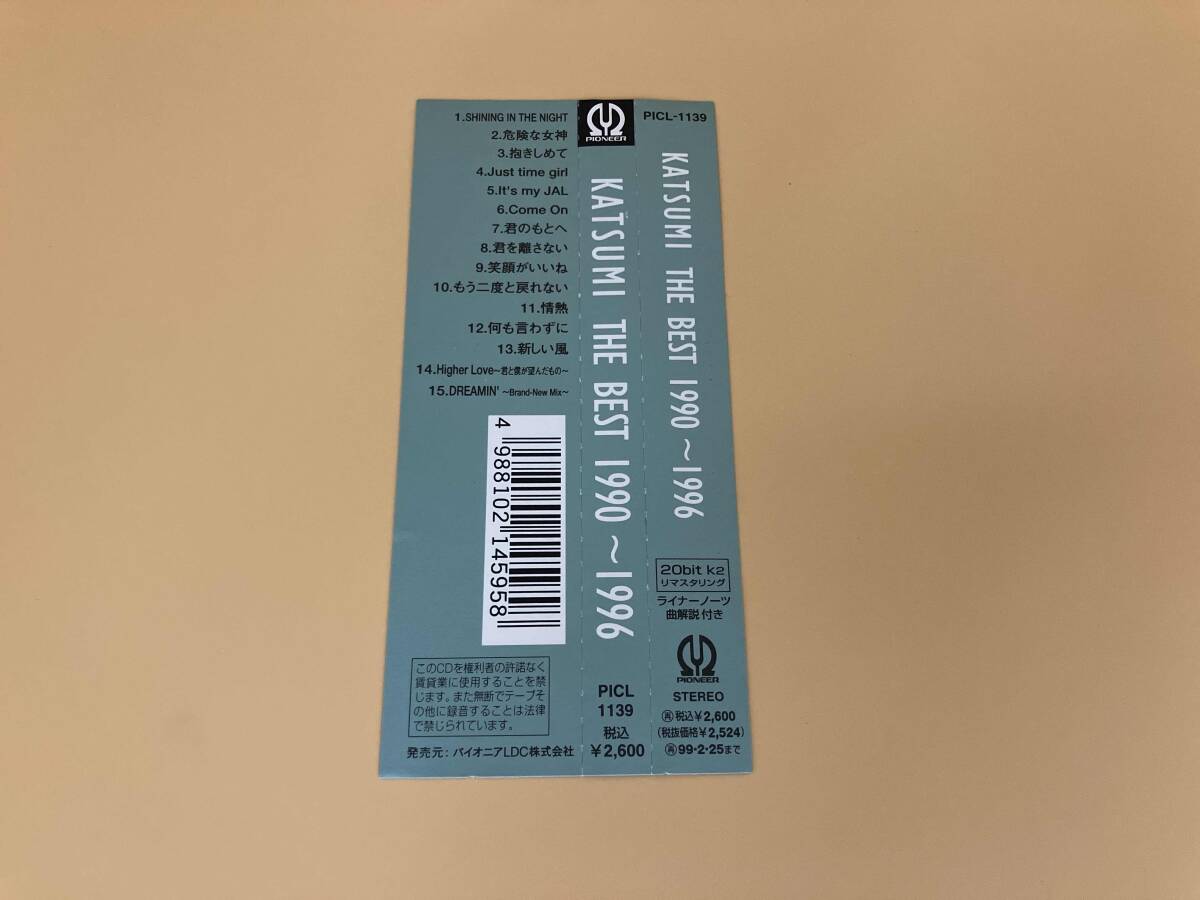 1.SHINING IN THE NIGHT
2.危険な女神
3.抱きしめて
4.Just time girl
5.It's my JAL
6.Come On
7.君のもとへ
8.君を離さない
9.笑顔がいいね
10.もう二度と戻れない
11.情熱
12.何も言わずに
13.新しい風
14.Higher Love～君と僕が望んだもの～
15.DREAMIN' ～Brand-New Mix～
4 988102 145958
このCDを権利者の許諾なく
賃貸業に使用することを禁
じます。また無断でテープそ
の他に録音することは法律
で禁じられています。
発売元：パイオニアLDC株式会社
PIONEER
KATSUMI THE BEST 1990～1996
PICL
1139
税込
¥2,600
PICL-1139
KATSUMI THE BEST 1990～1996
20bit K2
リマスタリング
ライナーノーツ
曲解説付き
PIONEER
STEREO
㋐税込¥2,600
(税抜価格¥2,524)
㋐99・2・25まで